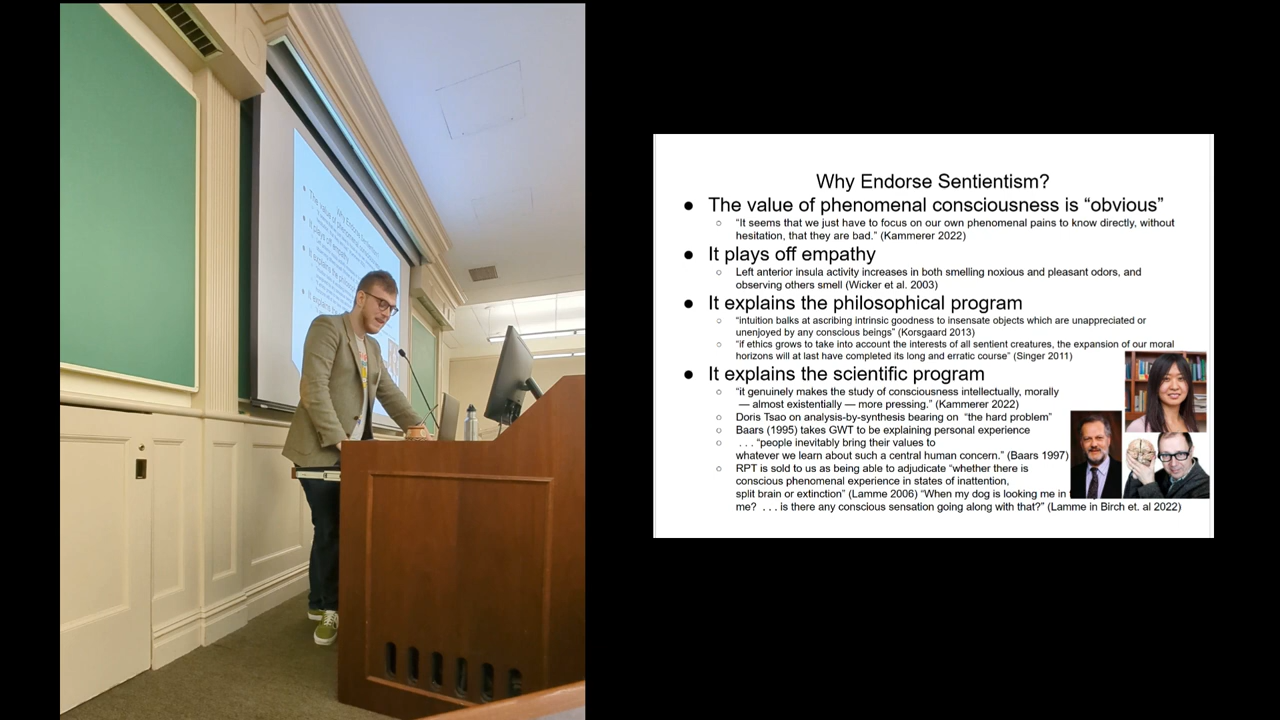 Why Endorse Sentientism?
● The value of phenomenal consciousness is “obvious”
○ “It seems that we just have to focus on our own phenomenal pains to know directly, without
hesitation, that they are bad.” (Kammerer 2022)
● It plays off empathy
○ Left anterior insula activity increases in both smelling noxious and pleasant odors, and
observing others smell (Wicker et al. 2003)
● It explains the philosophical program
○ “intuition balks at ascribing intrinsic goodness to insensate objects which are unappreciated or
unenjoyed by any conscious beings” (Korsgaard 2013)
○ “if ethics grows to take into account the interests of all sentient creatures, the expansion of our moral
horizons will at last have completed its long and erratic course” (Singer 2011)
● It explains the scientific program
○ “it genuinely makes the study of consciousness intellectually, morally
— almost existentially — more pressing.” (Kammerer 2022)
○ Doris Tsao on analysis-by-synthesis bearing on “the hard problem”
○ Baars (1995) takes GWT to be explaining personal experience
○ . . . “people inevitably bring their values to
whatever we learn about such a central human concern.” (Baars 1997)
○ RPT is sold to us as being able to adjudicate “whether there is
conscious phenomenal experience in states of inattention,
split brain or extinction” (Lamme 2006) “When my dog is looking me in
me? . . . is there any conscious sensation going along with that?” (Lamme in Birch et. al 2022)